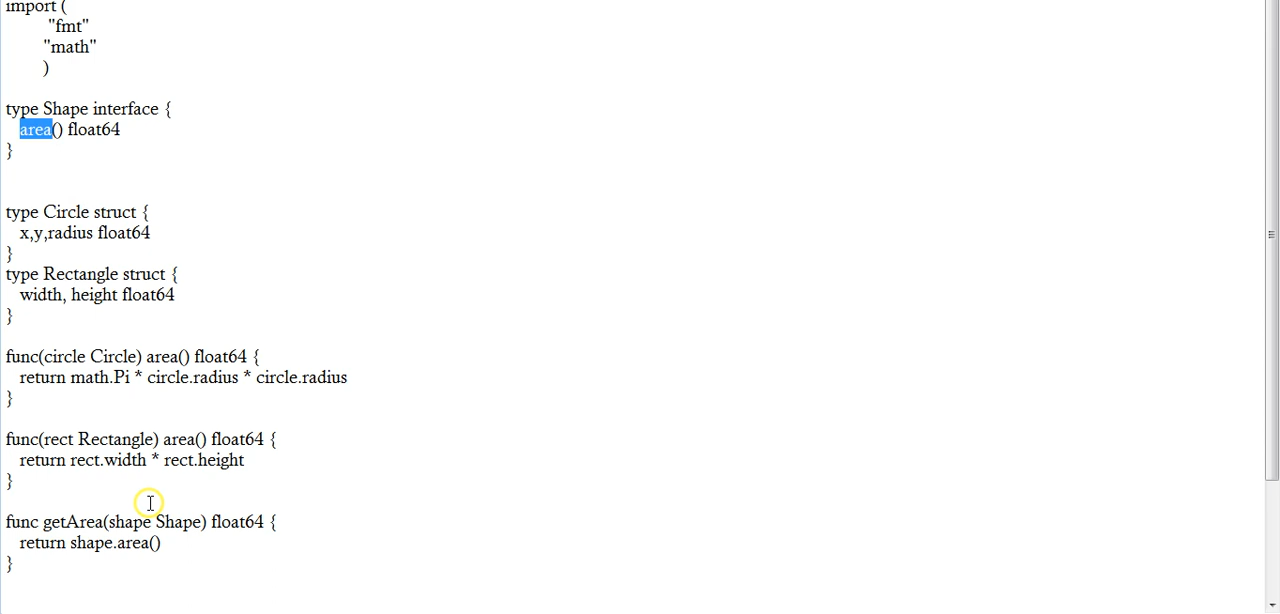 import (
"fmt"
"math"
)
type Shape interface {
area() float64
}
type Circle struct {
x,y,radius float64
}
type Rectangle struct {
width, height float64
}
func(circle Circle) area() float64 {
return math.Pi * circle.radius * circle.radius
}
func(rect Rectangle) area() float64 {
return rect.width * rect.height
}
func getArea(shape Shape) float64 {
return shape.area()
}